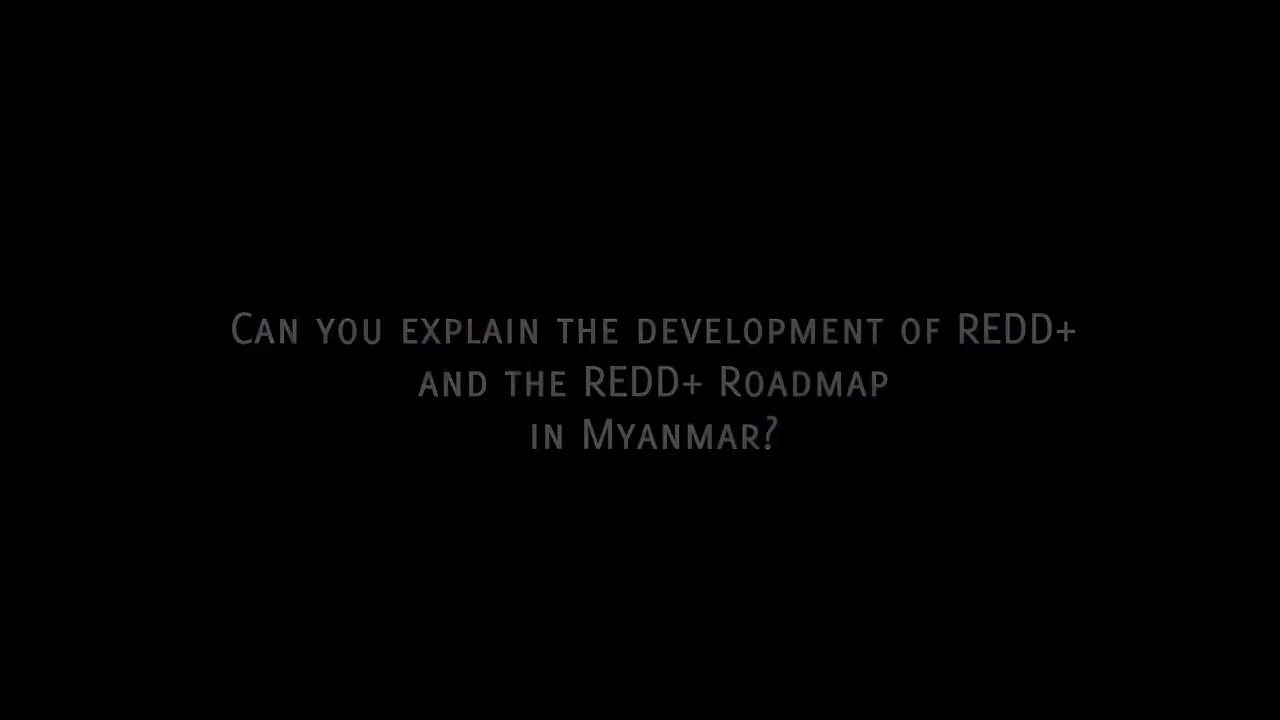 Can you explain the development of REDD+
and the REDD+ Roadmap
in Myanmar?